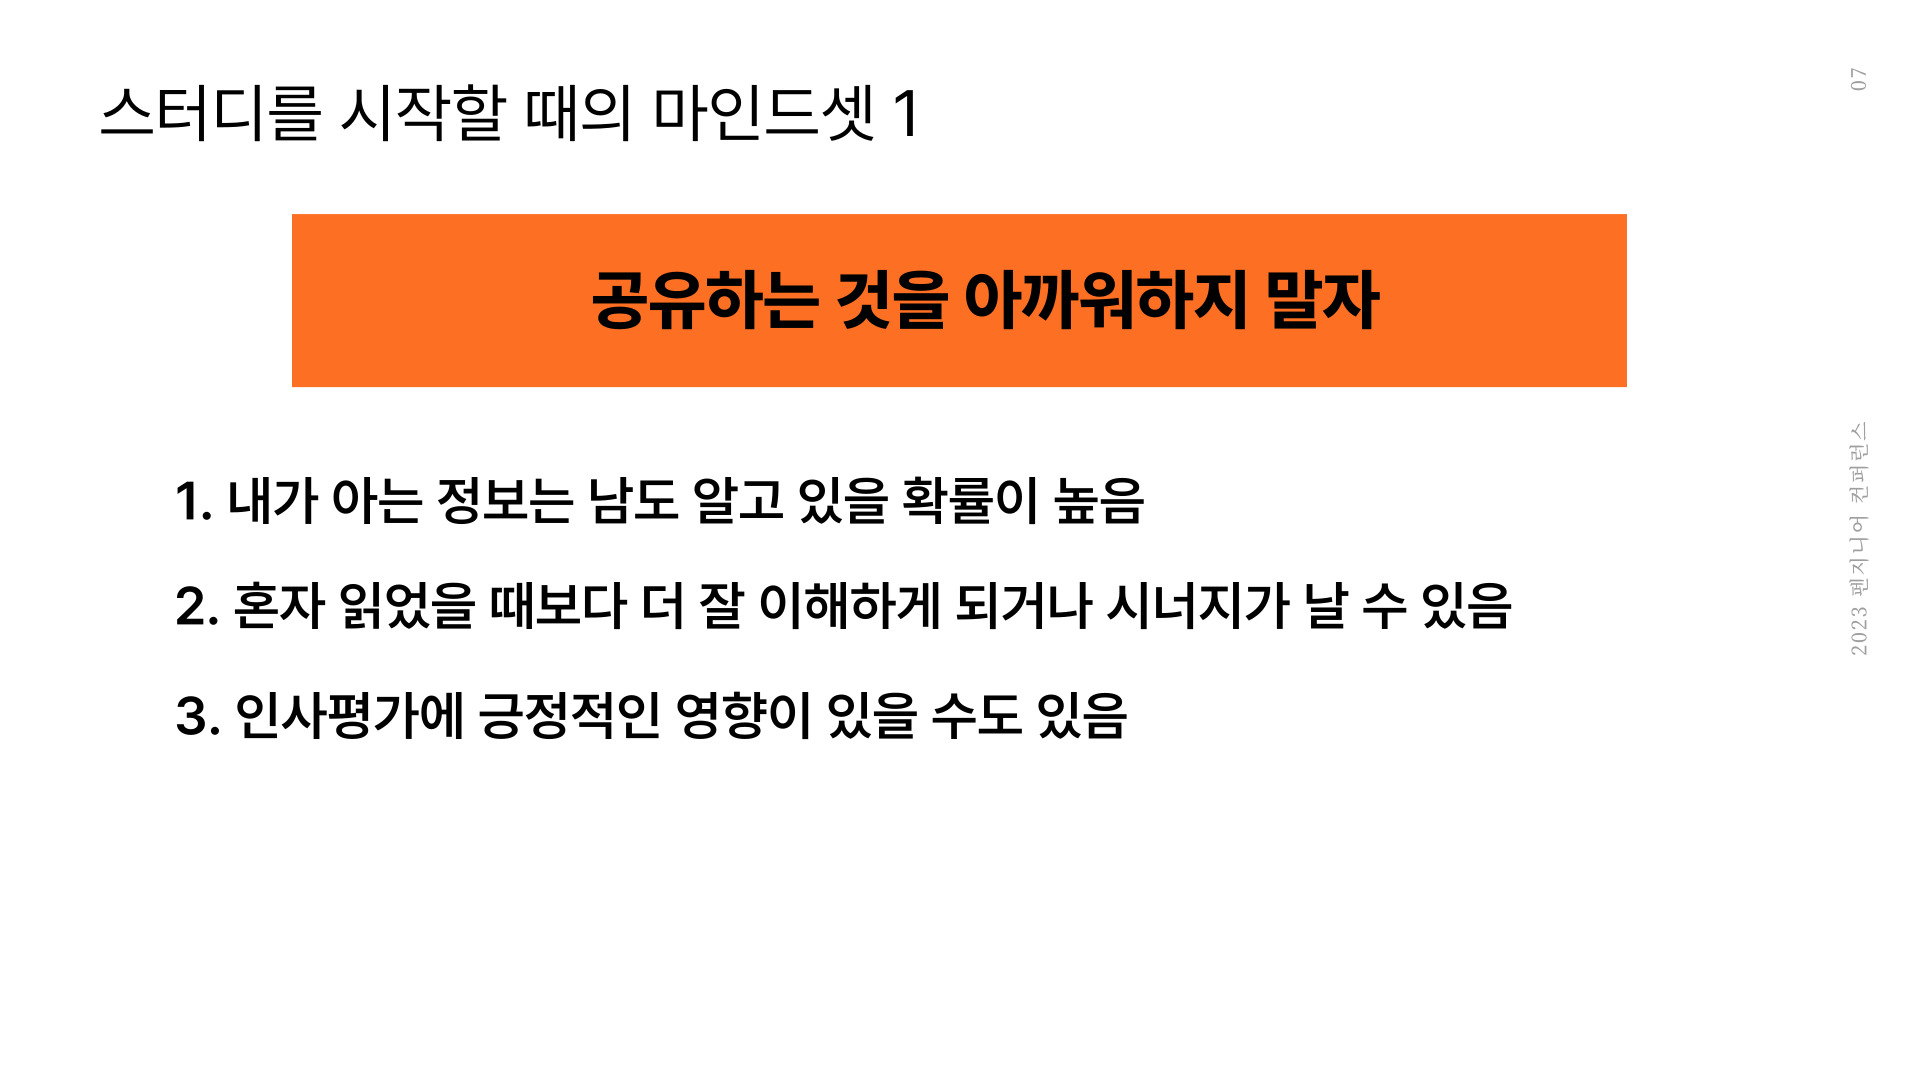 스터디를 시작할 때의 마인드셋 1
07
공유하는 것을 아까워하지 말자
1. 내가 아는 정보는 남도 알고 있을 확률이 높음
2. 혼자 읽었을 때보다 더 잘 이해하게 되거나 시너지가 날 수 있음
3. 인사평가에 긍정적인 영향이 있을 수도 있음
2023 펜지니어 컨퍼런스